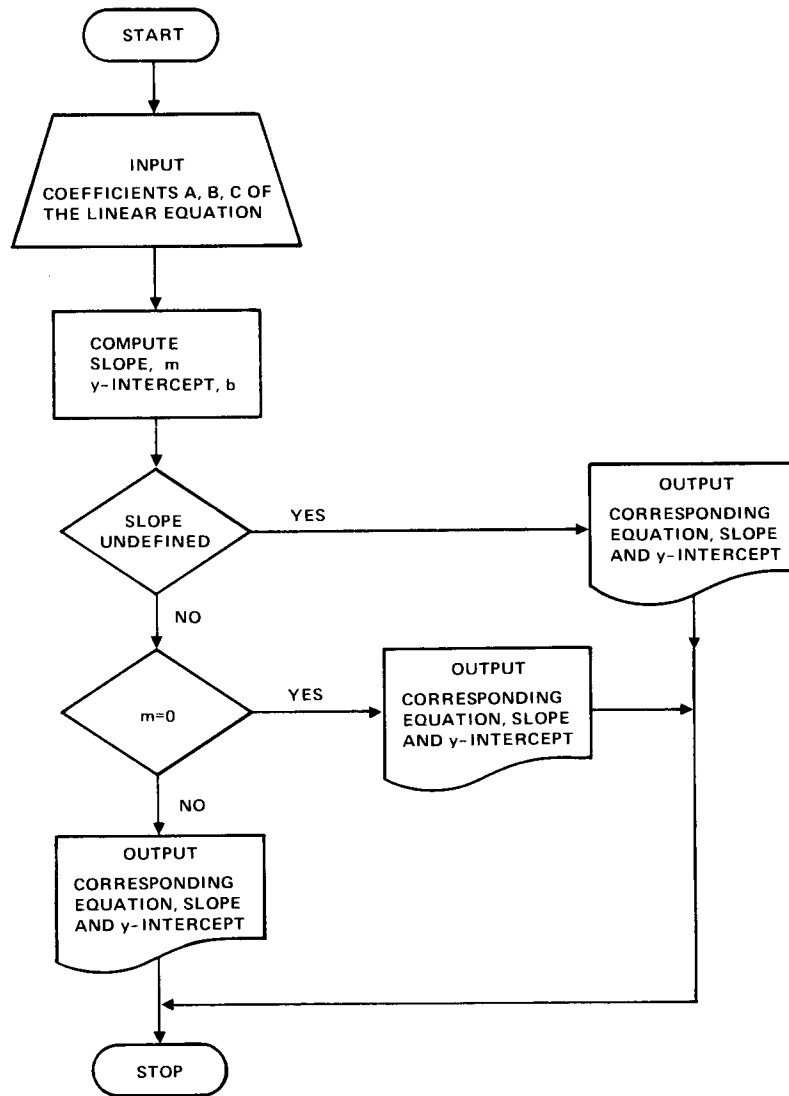 START
INPUT
COEFFICIENTS A, B, C OF
THE LINEAR EQUATION
COMPUTE
SLOPE, m
y-INTERCEPT, b
SLOPE
UNDEFINED
YES
OUTPUT
CORRESPONDING
EQUATION, SLOPE
AND y-INTERCEPT
NO
m=0
YES
OUTPUT
CORRESPONDING
EQUATION, SLOPE
AND y-INTERCEPT
NO
OUTPUT
CORRESPONDING
EQUATION, SLOPE
AND y-INTERCEPT
STOP